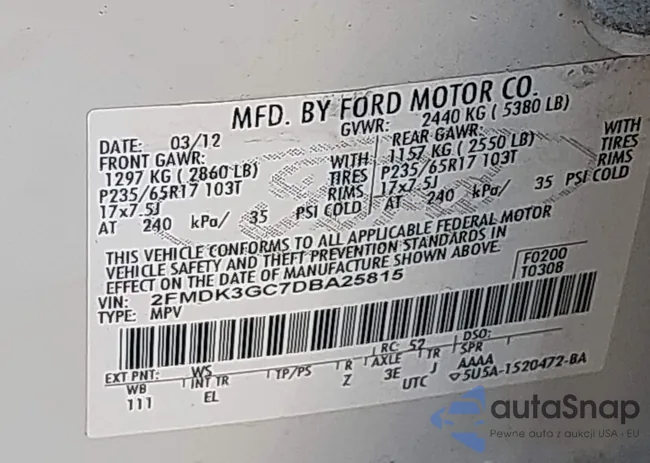 MFD. BY FORD MOTOR CO.
DATE: 03/12 GVWR: 2440 KG ( 5380 LB)
FRONT GAWR: REAR GAWR:
1297 KG ( 2860 LB) WITH 1157 KG ( 2550 LB) WITH
P235/65R17 103T TIRES P235/65R17 103T TIRES
17x7.5J RIMS 17x7.5J RIMS
AT 240 kPa/ 35 PSI COLD AT 240 kPa/ 35 PSI COLD
THIS VEHICLE CONFORMS TO ALL APPLICABLE FEDERAL MOTOR
VEHICLE SAFETY AND THEFT PREVENTION STANDARDS IN
EFFECT ON THE DATE OF MANUFACTURE SHOWN ABOVE.
VIN: 2FMDK3GC7DBA25815 F0200
TYPE: MPV T0308
EXT PNT: WS RC: 52 DSO:
WB INT TR TP/PS R AXLE TR SPR
111 EL Z 3E J AAAA
UTC 5U5A-1520472-BA
autaSnap
Pewne auta z aukcji USA · EU